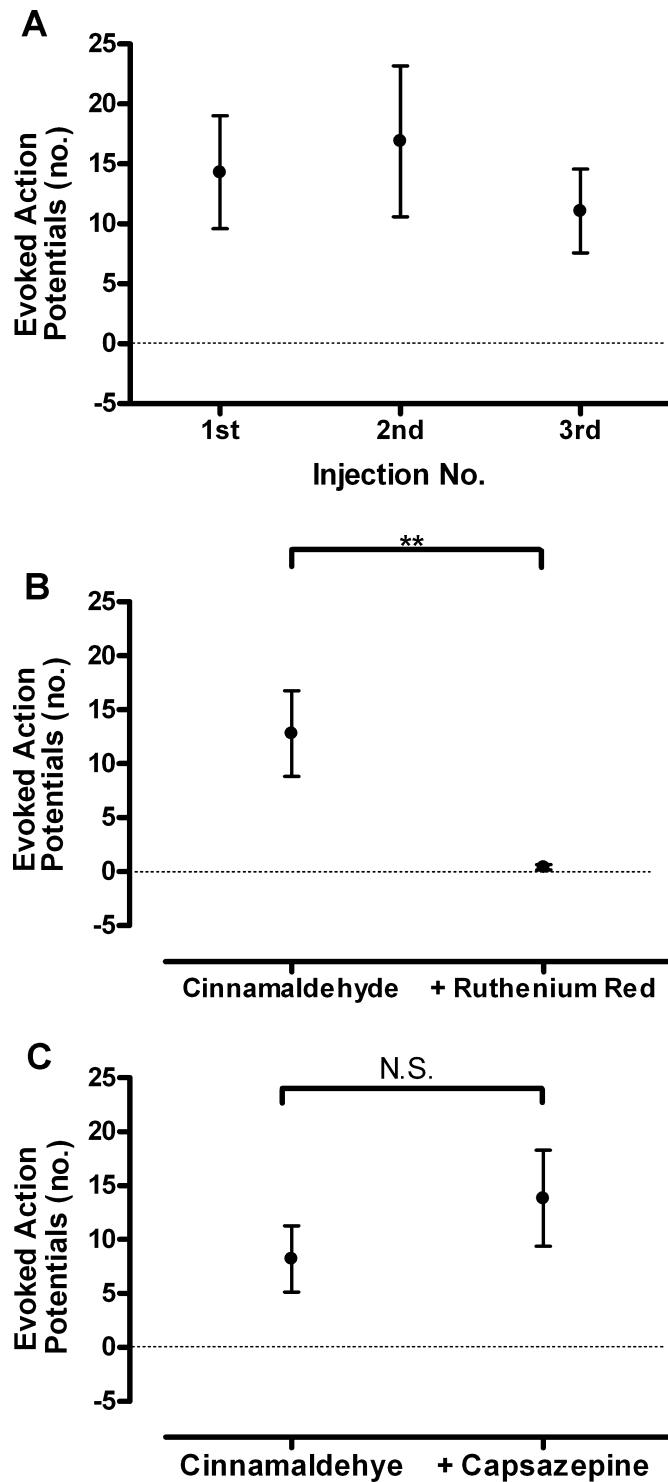 A
25
20
15
10
5
0
-5
Evoked Action
Potentials (no.)
1st 2nd 3rd
Injection No.
**
B
25
20
15
10
5
0
-5
Evoked Action
Potentials (no.)
Cinnamaldehyde + Ruthenium Red
C
N.S.
25
20
15
10
5
0
-5
Evoked Action
Potentials (no.)
Cinnamaldehye + Capsazepine